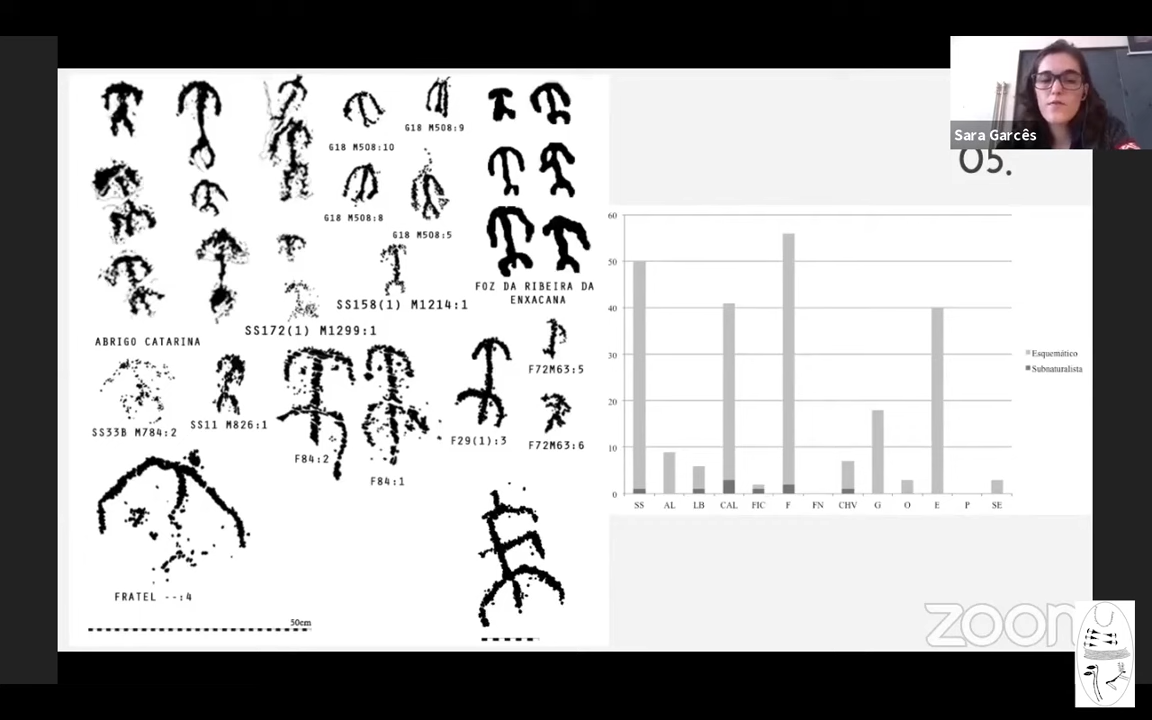 Sara Garcês
05.
G18 M508:9
G18 M508:10
G18 M508:8
G18 M508:5
FOZ DA RIBEIRA DA
ENXACANA
SS158(1) M1214:1
SS172(1) M1299:1
ABRIGO CATARINA
SS33B M784:2
SS11 M826:1
F84:2
F84:1
F29(1):3
F72M63:5
F72M63:6
FRATEL --:4
50cm
60
50
40
30
20
10
0
SS AL LB CAL FIC F FN CHV G O E P SE
Esquemático
Subnaturalista
zoom